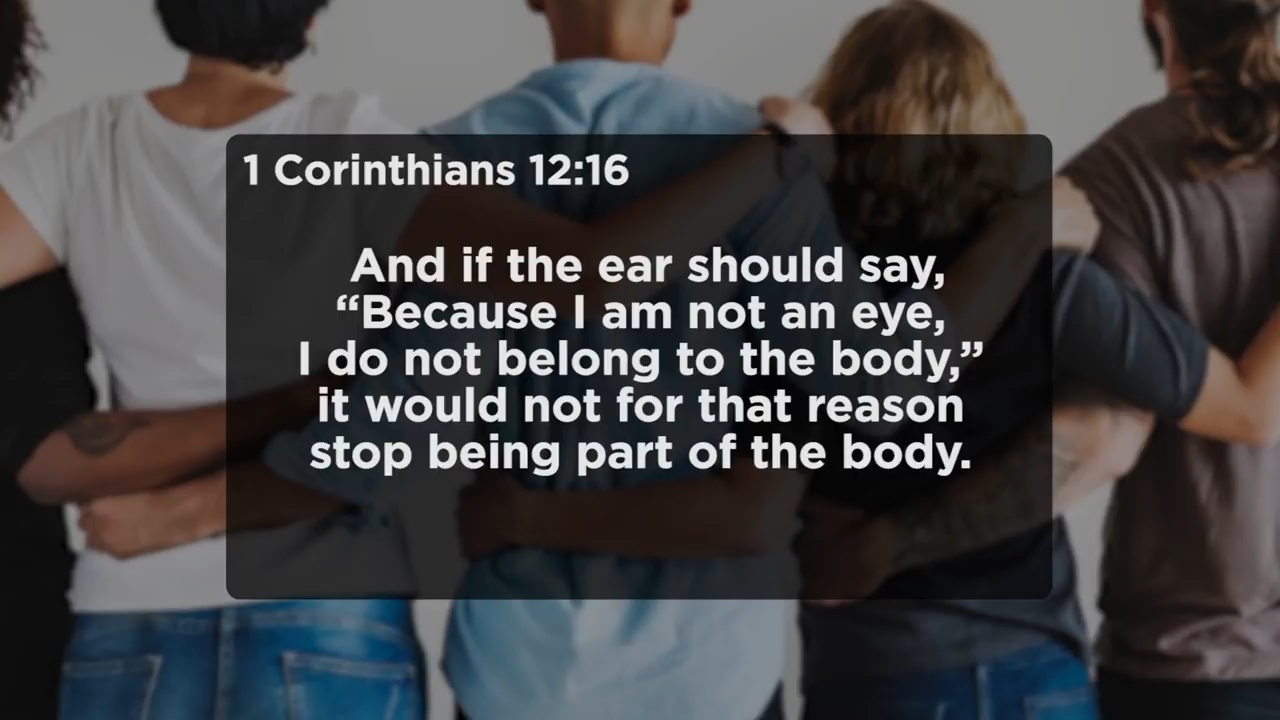 1 Corinthians 12:16
And if the ear should say,
“Because I am not an eye,
I do not belong to the body,”
it would not for that reason
stop being part of the body.